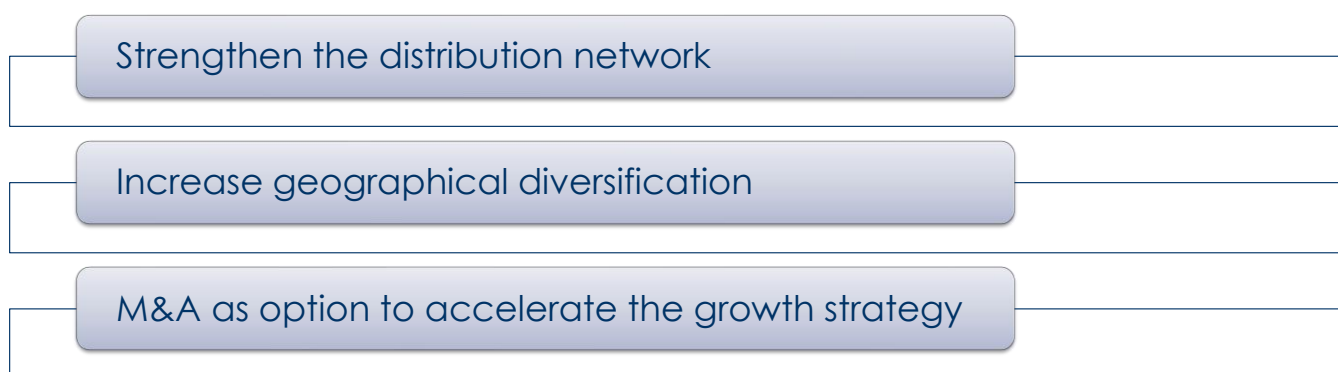 Strengthen the distribution network
Increase geographical diversification
M&A as option to accelerate the growth strategy